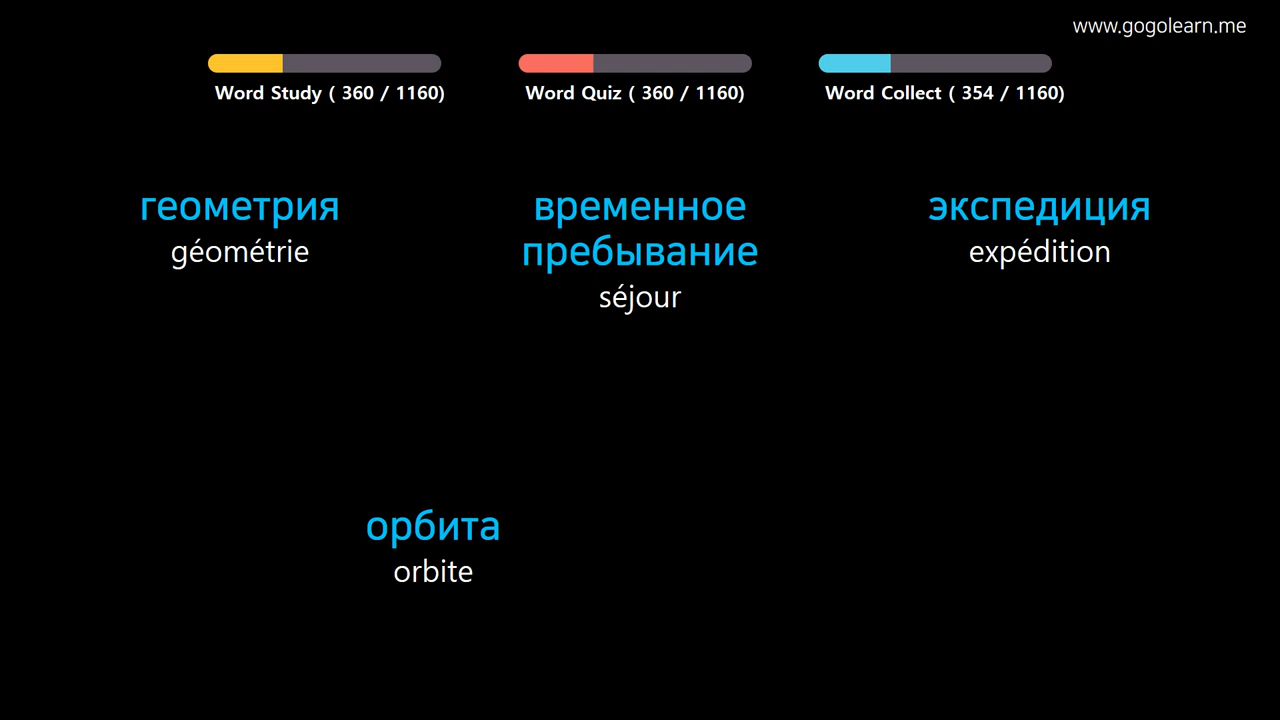 www.gogolearn.me
Word Study ( 360 / 1160)
Word Quiz ( 360 / 1160)
Word Collect ( 354 / 1160)
геометрия
géométrie
временное
пребывание
séjour
экспедиция
expédition
орбита
orbite